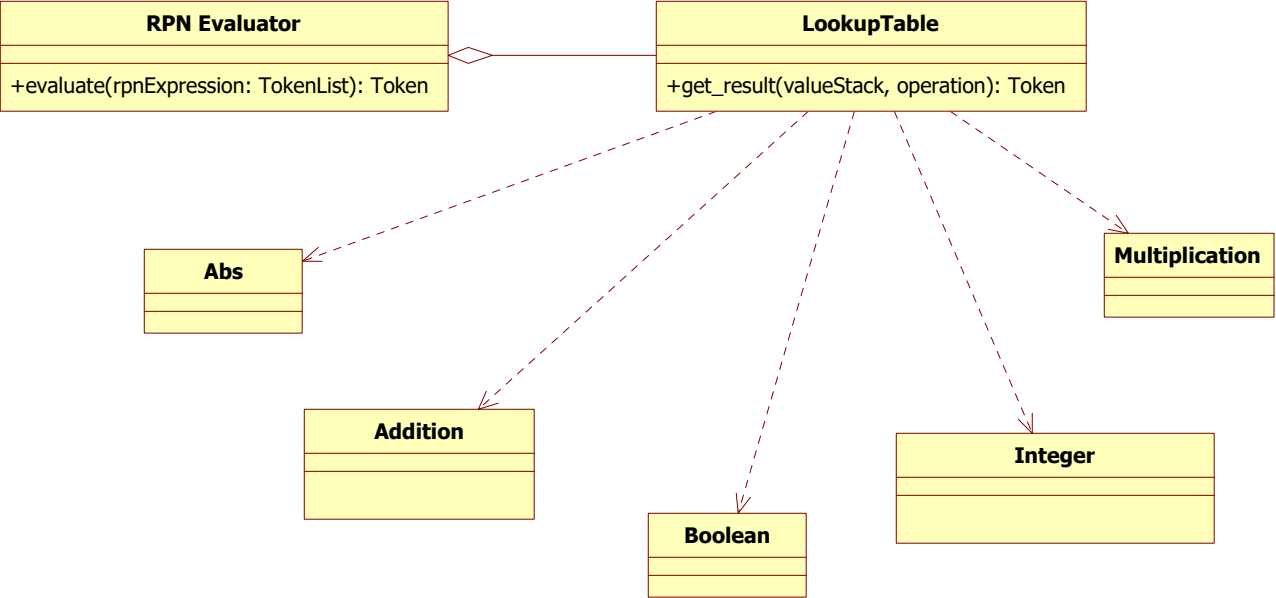 RPN Evaluator
+evaluate(rpnExpression: TokenList): Token
LookupTable
+get_result(valueStack, operation): Token
Abs
Multiplication
Addition
Integer
Boolean